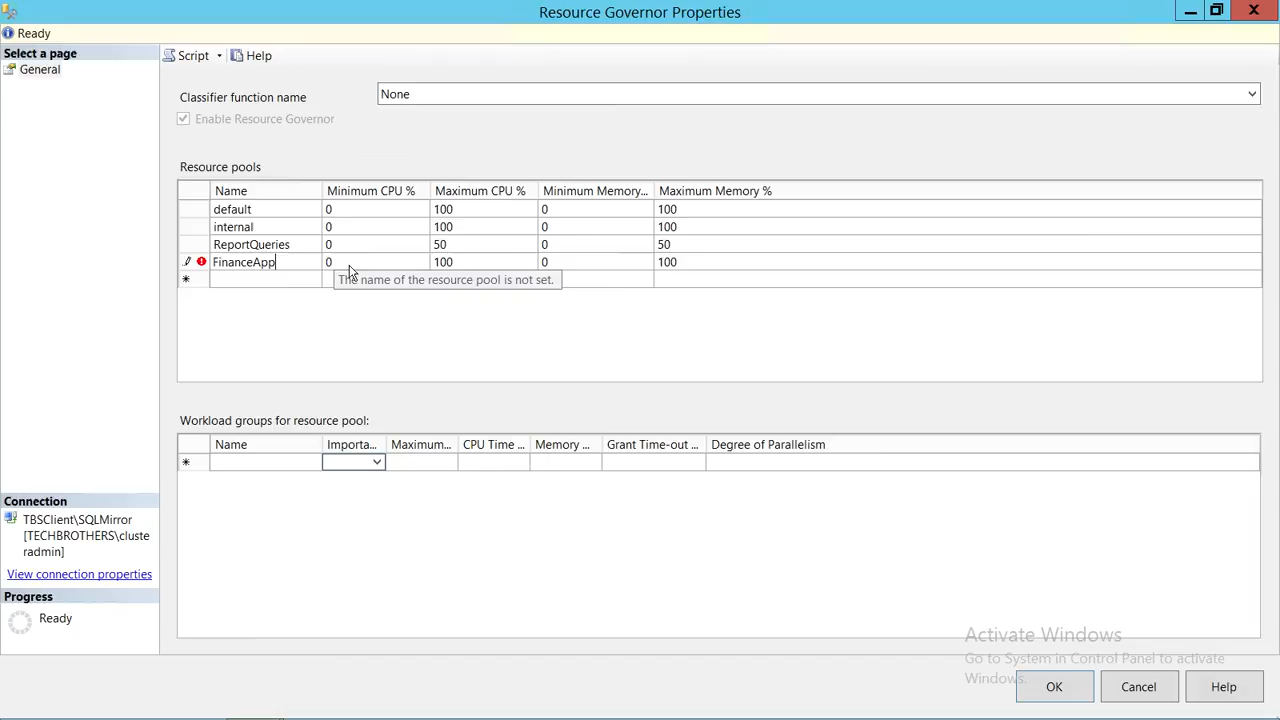 Resource Governor Properties
Ready
Select a page
General
Script
Help
Classifier function name
None
Enable Resource Governor
Resource pools
Name Minimum CPU % Maximum CPU % Minimum Memory... Maximum Memory %
default 0 100 0 100
internal 0 100 0 100
ReportQueries 0 50 0 50
FinanceApp 0 100 0 100
The name of the resource pool is not set.
Workload groups for resource pool:
Name Importa... Maximum... CPU Time ... Memory ... Grant Time-out ... Degree of Parallelism
Connection
TBSClient\SQLMirror
[TECHBROTHERS\cluste
radmin]
View connection properties
Progress
Ready
Activate Windows
Go to System in Control Panel to activate
Windows.
OK
Cancel
Help